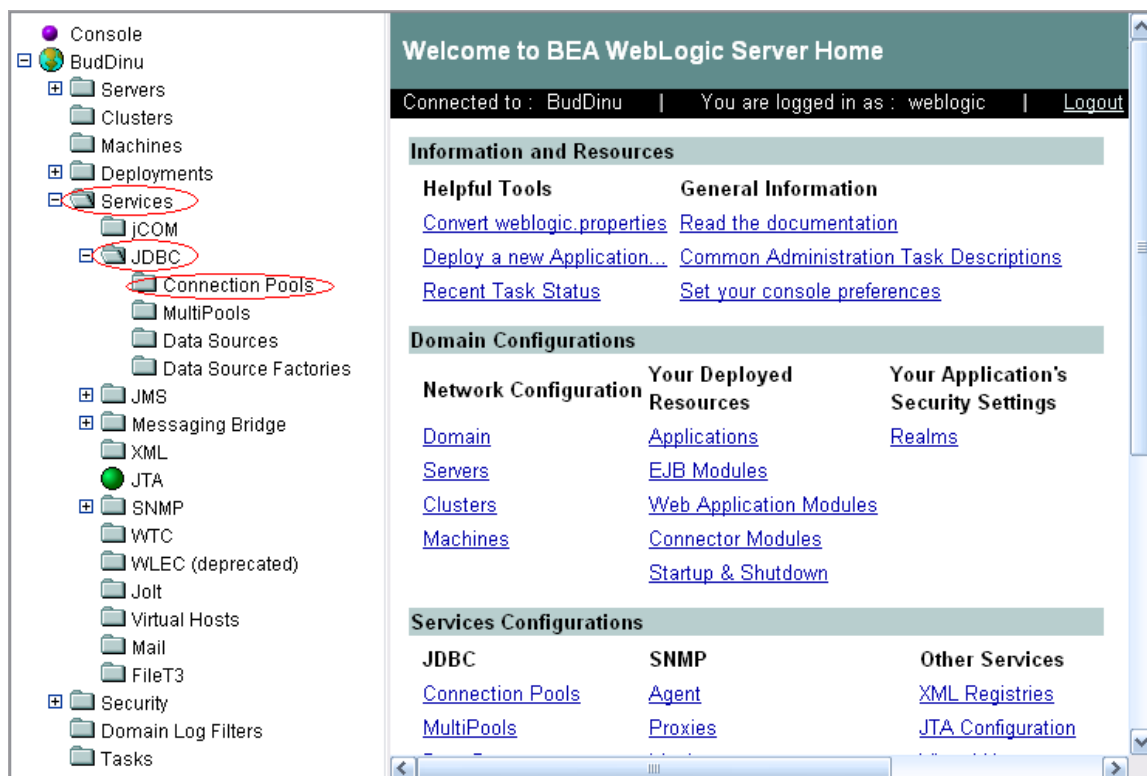 Console
BudDinu
Servers
Clusters
Machines
Deployments
Services
jCOM
JDBC
Connection Pools
MultiPools
Data Sources
Data Source Factories
JMS
Messaging Bridge
XML
JTA
SNMP
WTC
WLEC (deprecated)
Jolt
Virtual Hosts
Mail
FileT3
Security
Domain Log Filters
Tasks
Welcome to BEA WebLogic Server Home
Connected to : BudDinu | You are logged in as : weblogic | Logout
Information and Resources
Helpful Tools General Information
Convert weblogic.properties Read the documentation
Deploy a new Application... Common Administration Task Descriptions
Recent Task Status Set your console preferences
Domain Configurations
Network Configuration Your Deployed Resources Your Application's Security Settings
Domain Applications Realms
Servers EJB Modules
Clusters Web Application Modules
Machines Connector Modules
Startup & Shutdown
Services Configurations
JDBC SNMP Other Services
Connection Pools Agent XML Registries
MultiPools Proxies JTA Configuration